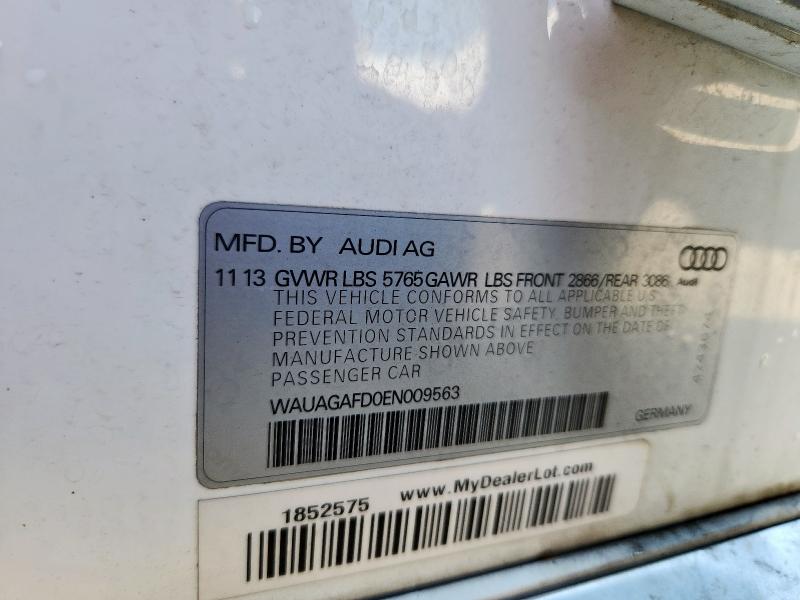 MFD. BY AUDI AG
11 13 GVWR LBS 5765 GAWR LBS FRONT 2866/REAR 3086
Audi
THIS VEHICLE CONFORMS TO ALL APPLICABLE U.S
FEDERAL MOTOR VEHICLE SAFETY, BUMPER AND THEFT
PREVENTION STANDARDS IN EFFECT ON THE DATE OF
MANUFACTURE SHOWN ABOVE
PASSENGER CAR
WAUAGAFD0EN009563
GERMANY
1852575 www.MyDealerLot.com